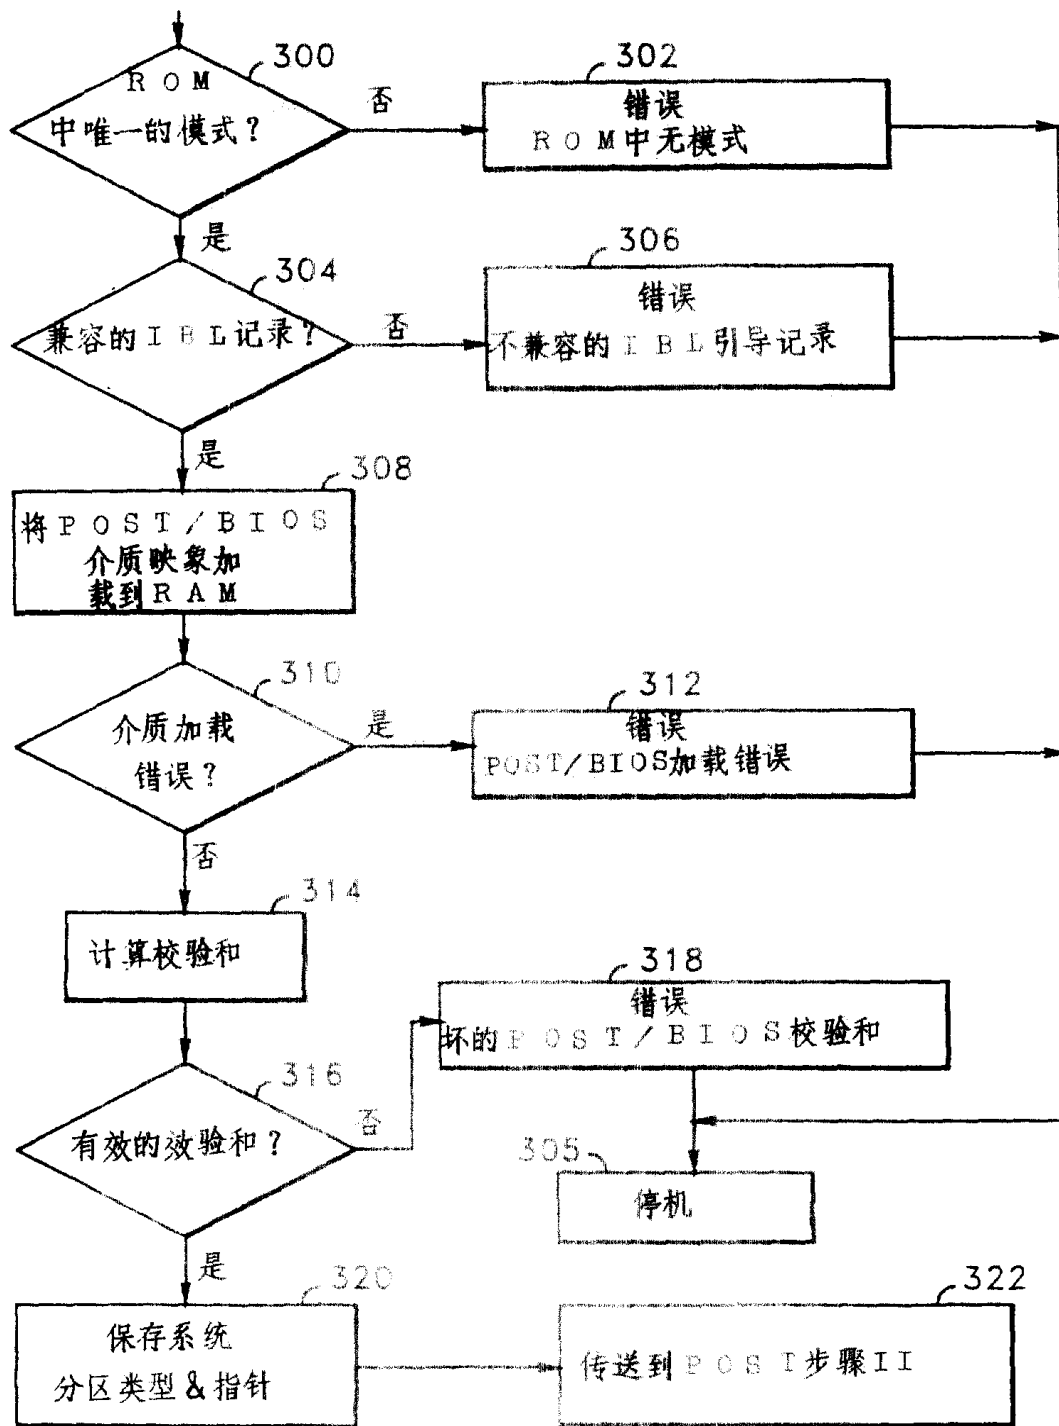 300
ROM
中唯一的模式?
否
302
错误
ROM中无模式
是
304
兼容的IBL记录?
否
306
错误
不兼容的IBL引导记录
是
308
将POST/BIOS
介质映象加
载到RAM
310
介质加载
错误?
是
312
错误
POST/BIOS加载错误
否
314
计算校验和
316
有效的效验和?
否
318
错误
坏的POST/BIOS校验和
305
停机
是
320
保存系统
分区类型&指针
322
传送到POST步骤II